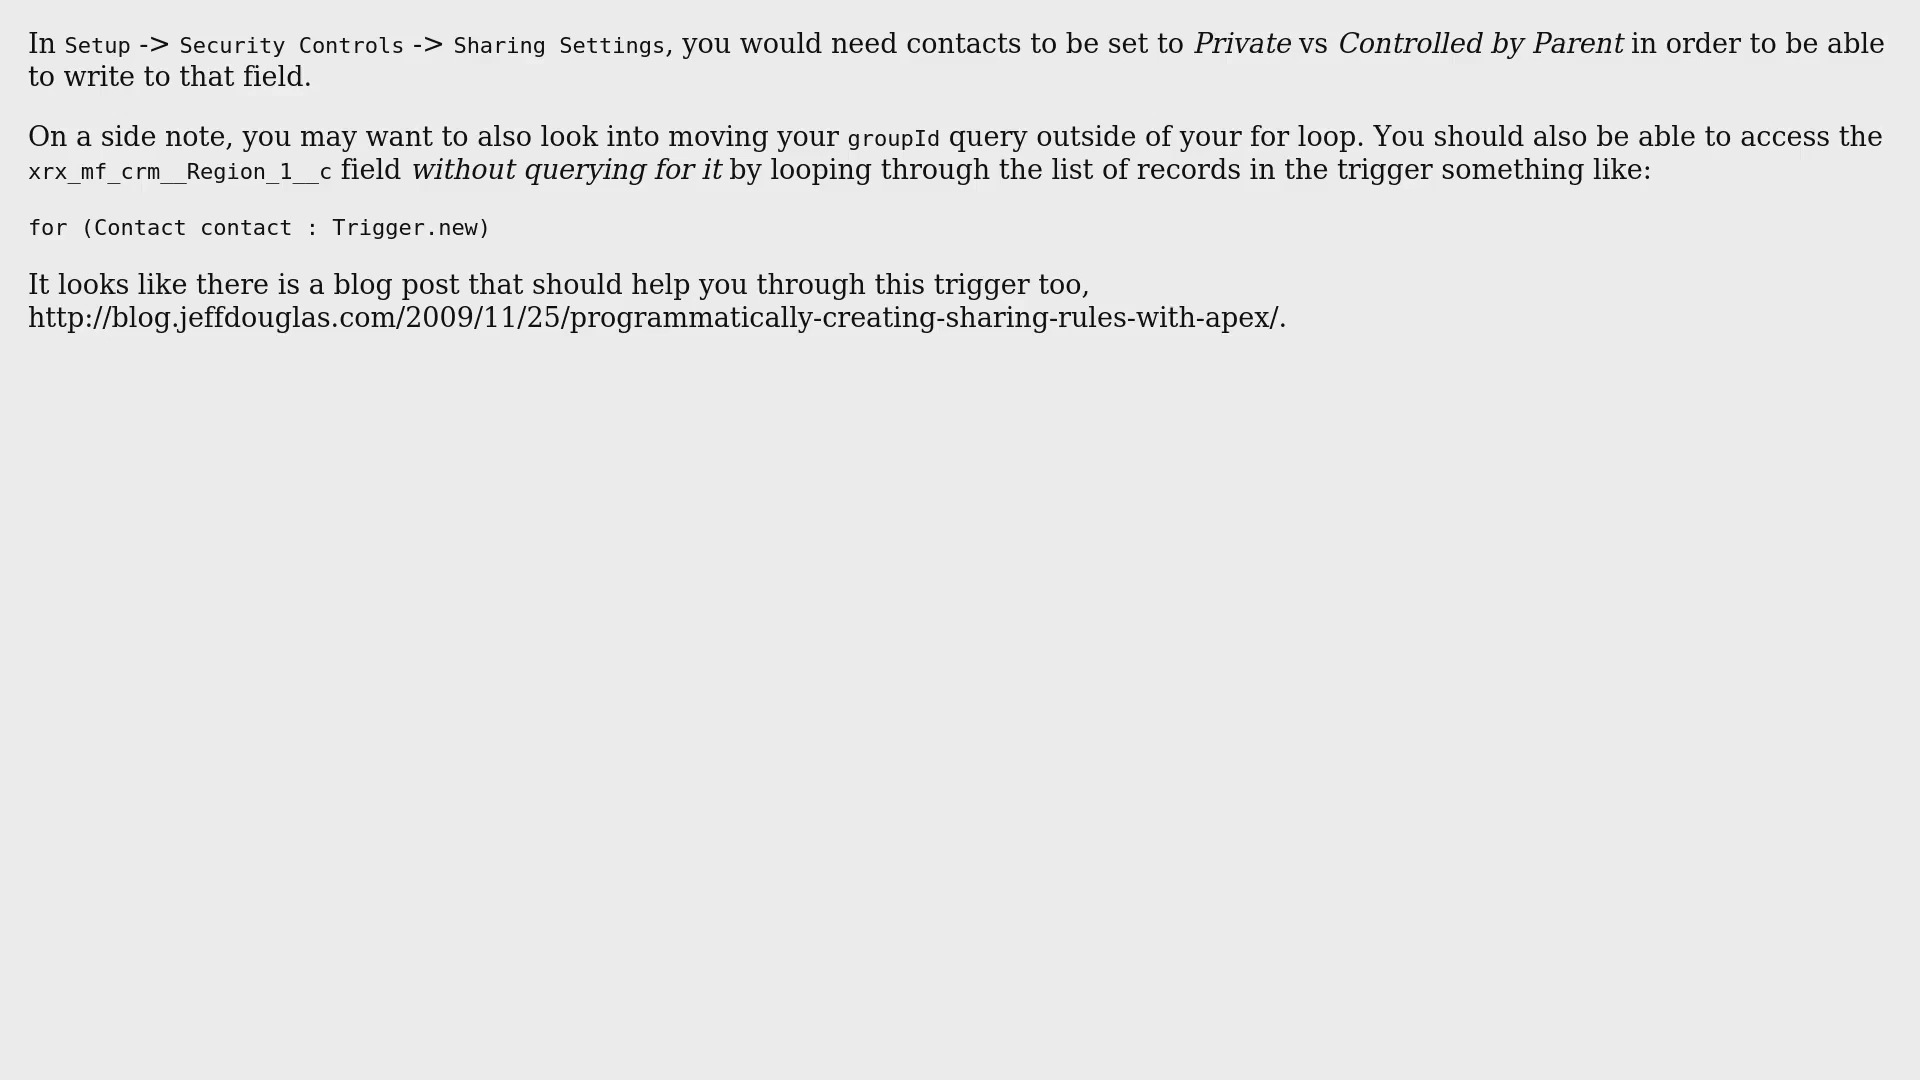 In Setup -> Security Controls -> Sharing Settings, you would need contacts to be set to Private vs Controlled by Parent in order to be able
to write to that field.
On a side note, you may want to also look into moving your groupId query outside of your for loop. You should also be able to access the
xrx_mf_crm__Region_1__c field without querying for it by looping through the list of records in the trigger something like:
for (Contact contact : Trigger.new)
It looks like there is a blog post that should help you through this trigger too,
http://blog.jeffdouglas.com/2009/11/25/programmatically-creating-sharing-rules-with-apex/.